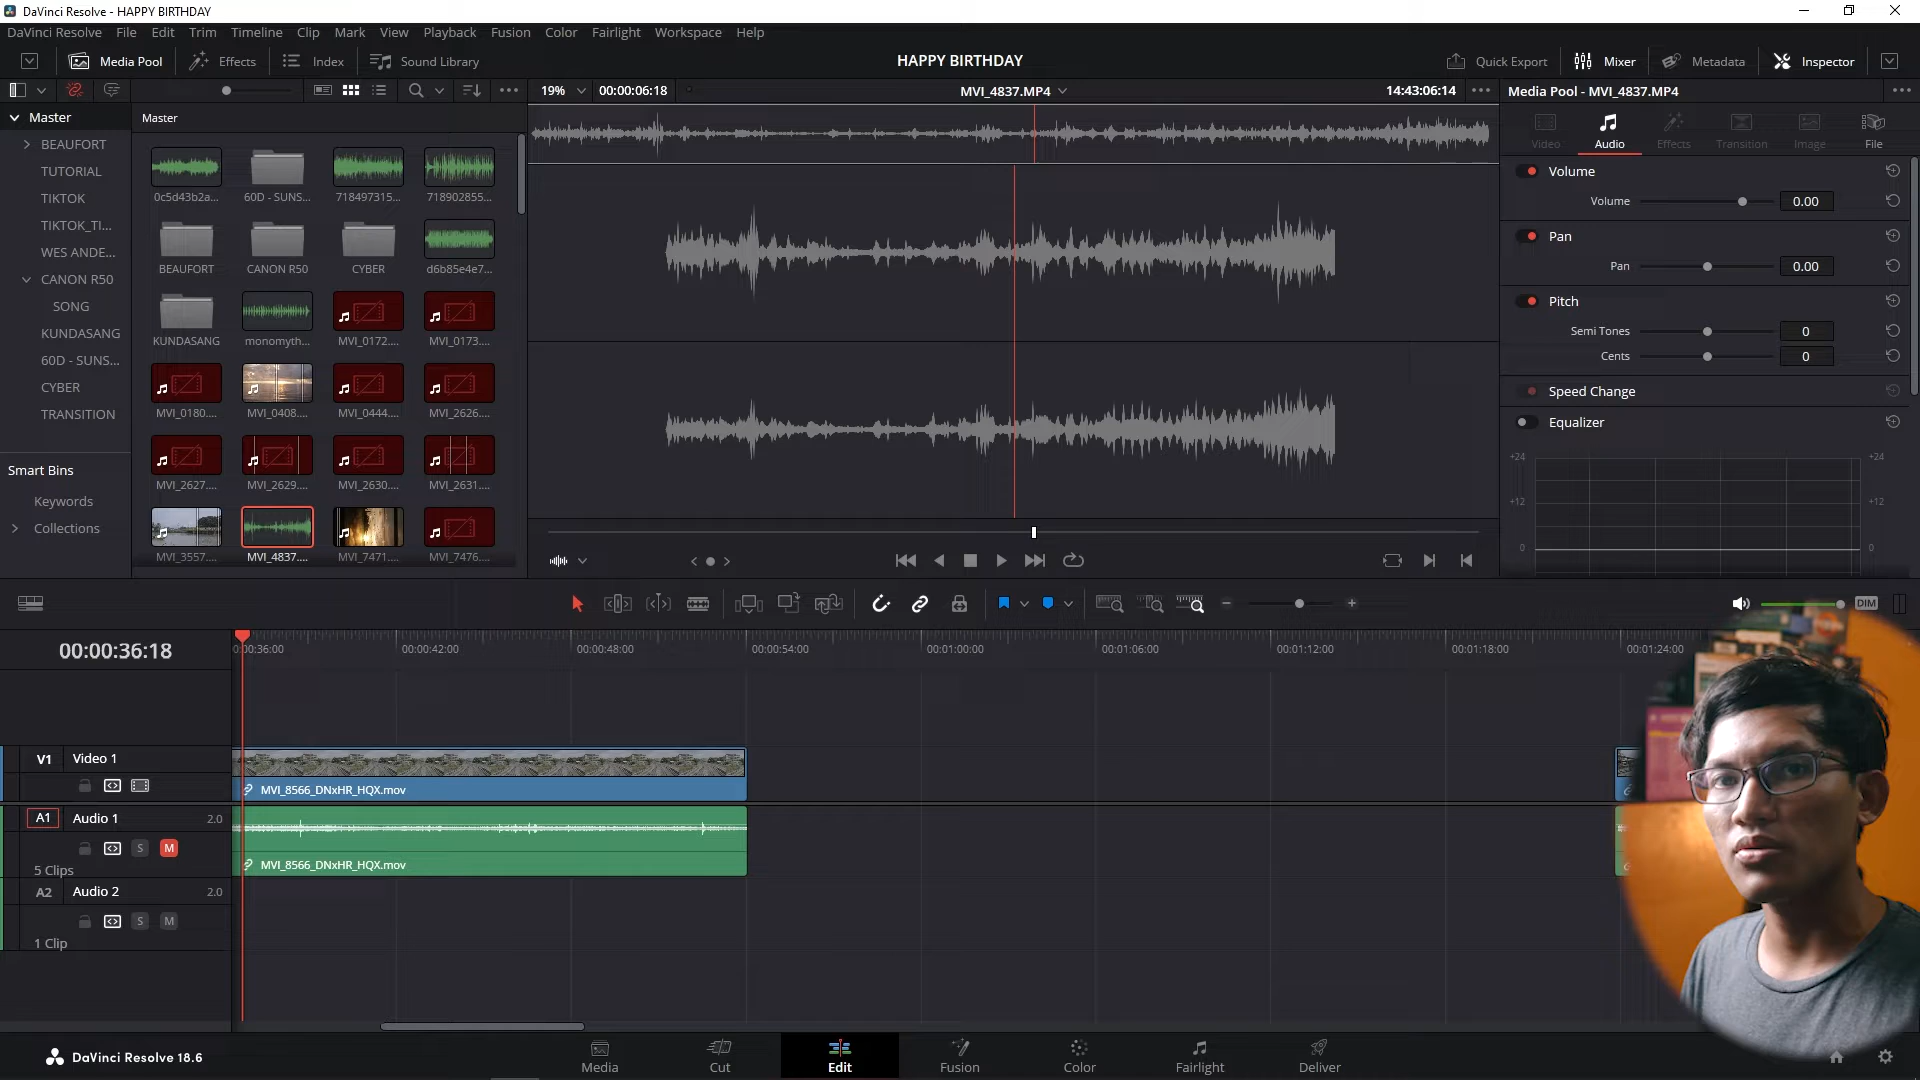 DaVinci Resolve - HAPPY BIRTHDAY
DaVinci Resolve File Edit Trim Timeline Clip Mark View Playback Fusion Color Fairlight Workspace Help
Media Pool Effects Index Sound Library HAPPY BIRTHDAY Quick Export Mixer Metadata Inspector
19% 00:00:06:18 MVI_4837.MP4 14:43:06:14 Media Pool - MVI_4837.MP4
Master
BEAUFORT
TUTORIAL
TIKTOK
TIKTOK_TI...
WES ANDE...
CANON R50
SONG
KUNDASANG
60D - SUNS...
CYBER
TRANSITION
Smart Bins
Keywords
Collections
Master
0c5d43b2a... 60D - SUNS... 718497315... 718902855...
BEAUFORT CANON R50 CYBER d6b85e4e7...
KUNDASANG monomyth... MVI_0172.... MVI_0173....
MVI_0180.... MVI_0408.... MVI_0444.... MVI_2626....
MVI_2627.... MVI_2629.... MVI_2630.... MVI_2631....
MVI_3557.... MVI_4837.... MVI_7471.... MVI_7476....
Video Audio Effects Transition Image File
Volume
Volume 0.00
Pan
Pan 0.00
Pitch
Semi Tones 0
Cents 0
Speed Change
Equalizer
+24 +24
+12 +12
0 0
DIM
00:00:36:18
0:00:36:00 00:00:42:00 00:00:48:00 00:00:54:00 00:01:00:00 00:01:06:00 00:01:12:00 00:01:18:00 00:01:24:00
V1 Video 1
MVI_8566_DNxHR_HQX.mov
A1 Audio 1 2.0
S M
5 Clips
MVI_8566_DNxHR_HQX.mov
A2 Audio 2 2.0
S M
1 Clip
DaVinci Resolve 18.6
Media Cut Edit Fusion Color Fairlight Deliver